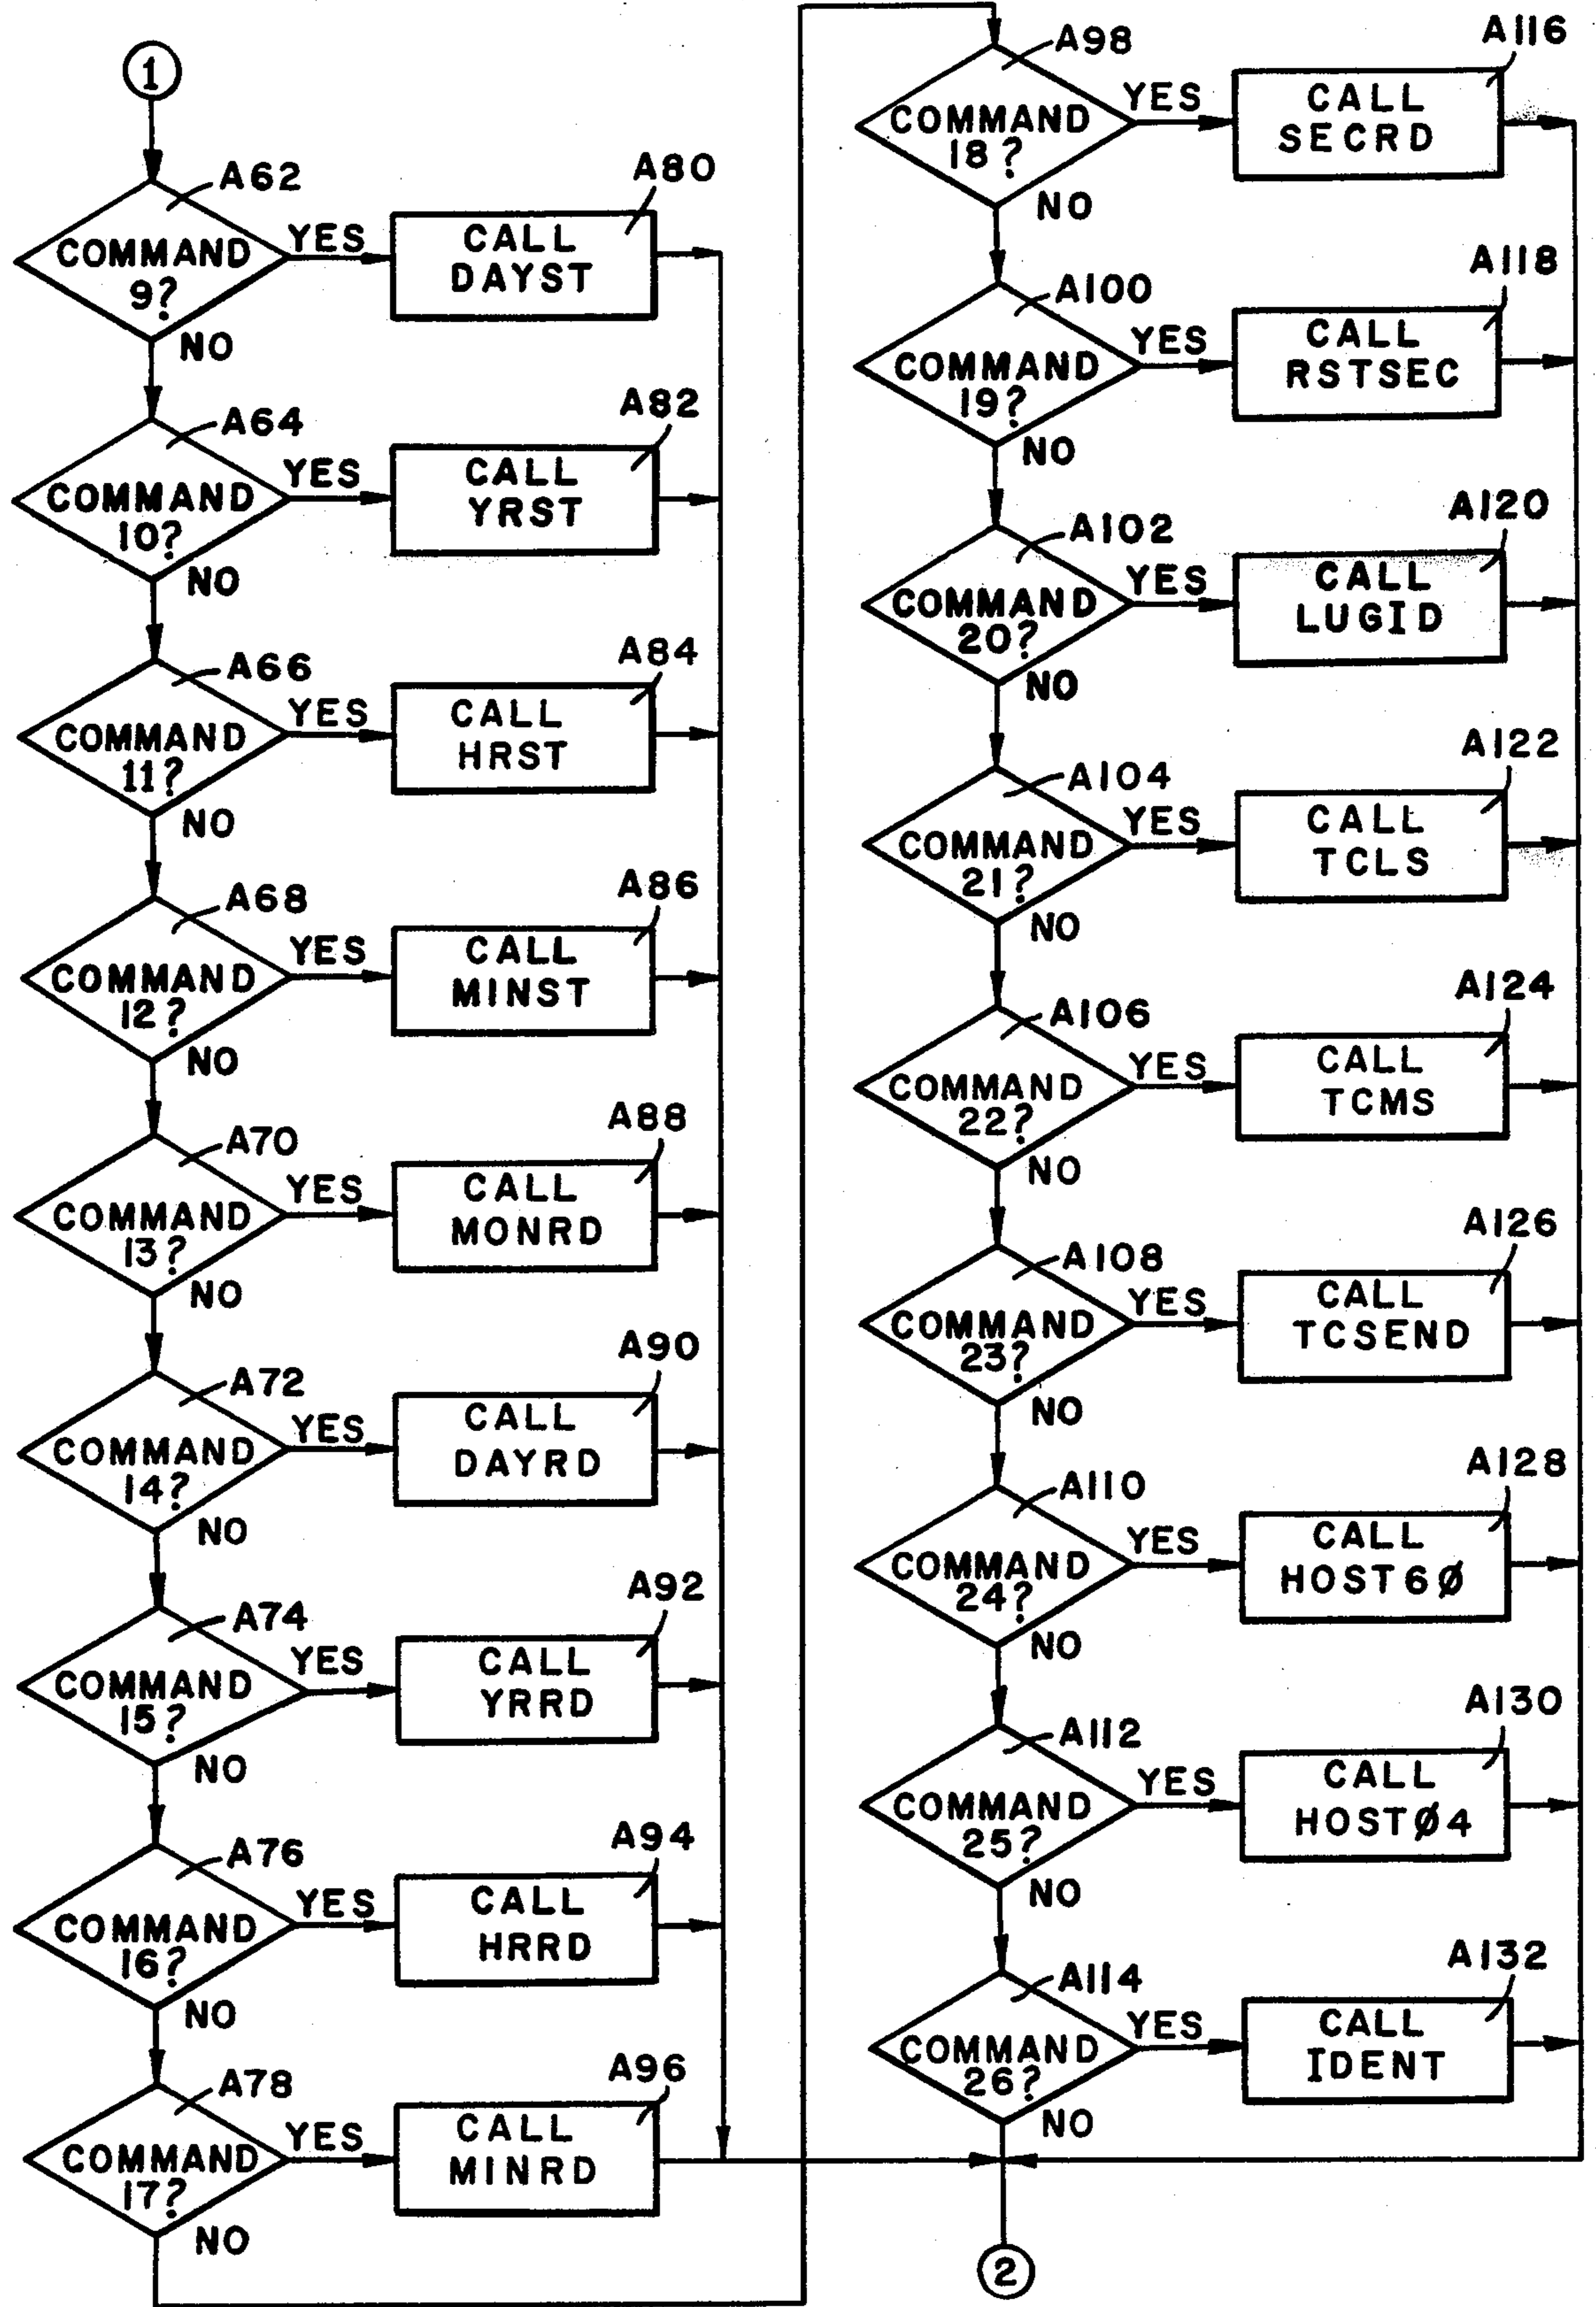 1
A62
COMMAND
9?
YES
NO
A80
CALL
DAYST
A64
COMMAND
10?
YES
NO
A82
CALL
YRST
A66
COMMAND
11?
YES
NO
A84
CALL
HRST
A68
COMMAND
12?
YES
NO
A86
CALL
MINST
A70
COMMAND
13?
YES
NO
A88
CALL
MONRD
A72
COMMAND
14?
YES
NO
A90
CALL
DAYRD
A74
COMMAND
15?
YES
NO
A92
CALL
YRRD
A76
COMMAND
16?
YES
NO
A94
CALL
HRRD
A78
COMMAND
17?
YES
NO
A96
CALL
MINRD
A98
COMMAND
18?
YES
NO
A116
CALL
SECRD
A100
COMMAND
19?
YES
NO
A118
CALL
RSTSEC
A102
COMMAND
20?
YES
NO
A120
CALL
LUGID
A104
COMMAND
21?
YES
NO
A122
CALL
TCLS
A106
COMMAND
22?
YES
NO
A124
CALL
TCMS
A108
COMMAND
23?
YES
NO
A126
CALL
TCSEND
A110
COMMAND
24?
YES
NO
A128
CALL
HOST6Ø
A112
COMMAND
25?
YES
NO
A130
CALL
HOSTØ4
A114
COMMAND
26?
YES
NO
A132
CALL
IDENT
2